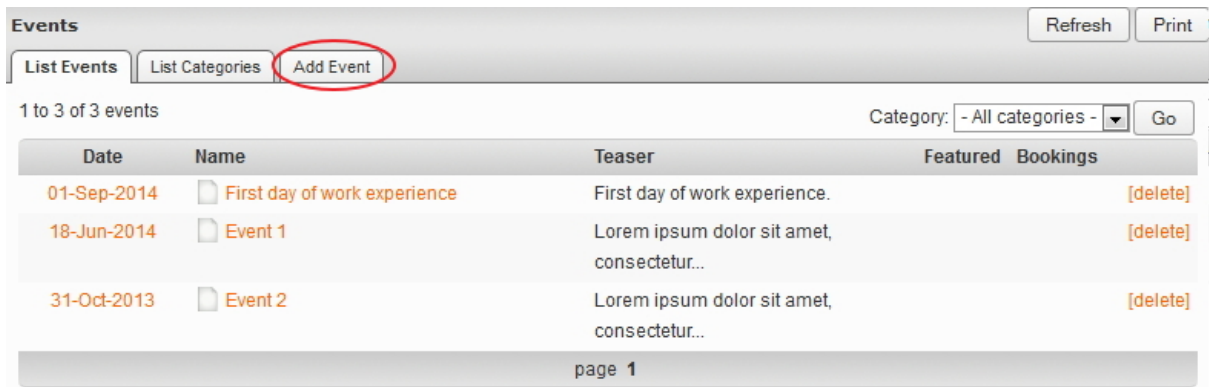 Events Refresh Print
List Events List Categories Add Event
1 to 3 of 3 events Category: - All categories - Go
Date Name Teaser Featured Bookings
01-Sep-2014 First day of work experience First day of work experience. [delete]
18-Jun-2014 Event 1 Lorem ipsum dolor sit amet, [delete]
consectetur...
31-Oct-2013 Event 2 Lorem ipsum dolor sit amet, [delete]
consectetur...
page 1